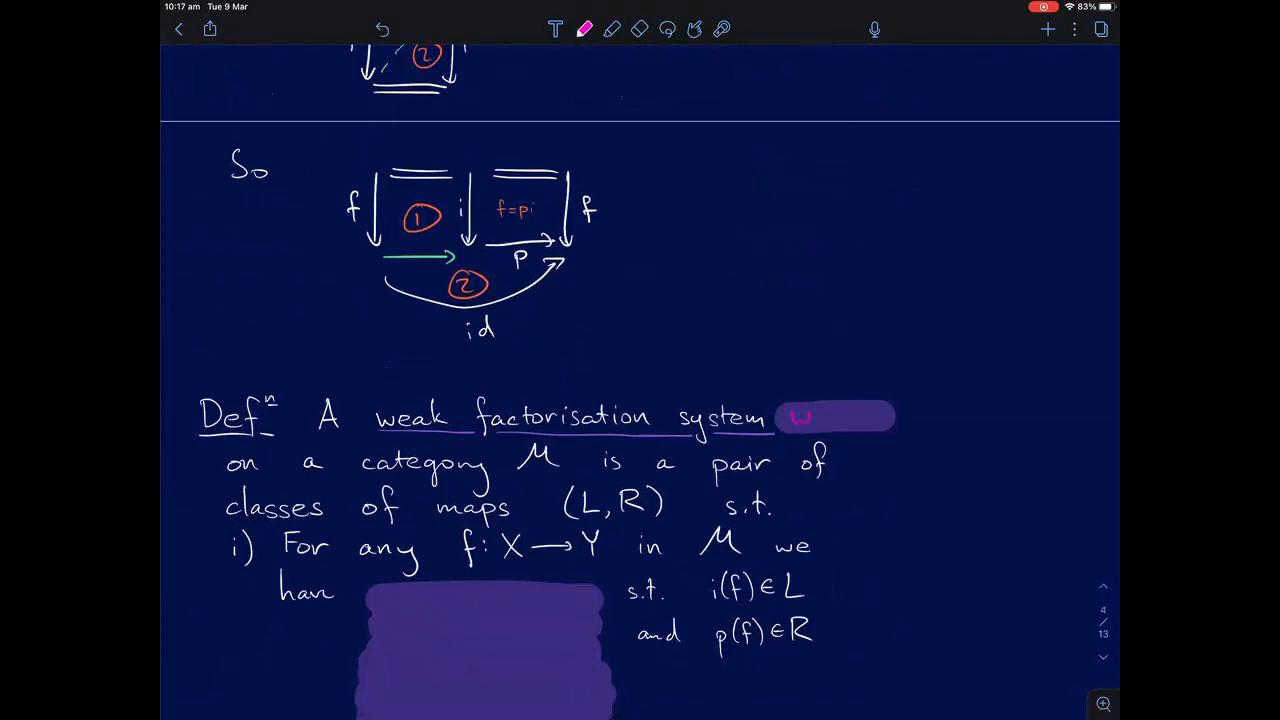 10:17 am Tue 9 Mar
83%
T
2
So
f 1 i f=pi f
p
2
id
Defⁿ A weak factorisation system w
on a category M is a pair of
classes of maps (L, R) s.t.
i) For any f: X → Y in M we
have s.t. i(f) ∈ L
and p(f) ∈ R
4
/
13